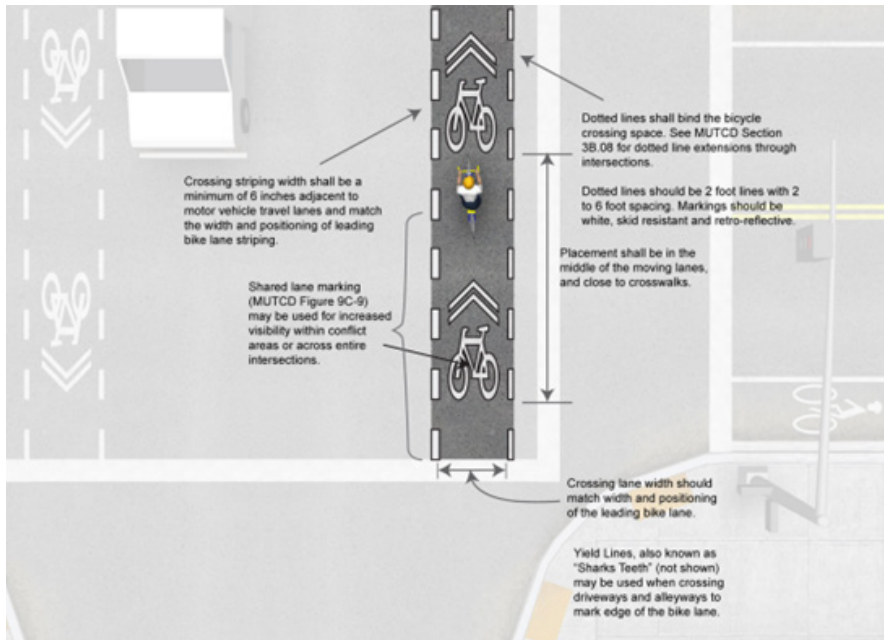 Dotted lines shall bind the bicycle
crossing space. See MUTCD Section
3B.08 for dotted line extensions through
intersections.
Dotted lines should be 2 foot lines with 2
to 6 foot spacing. Markings should be
white, skid resistant and retro-reflective.
Crossing striping width shall be a
minimum of 6 inches adjacent to
motor vehicle travel lanes and match
the width and positioning of leading
bike lane striping.
Placement shall be in the
middle of the moving lanes,
and close to crosswalks.
Shared lane marking
(MUTCD Figure 9C-9)
may be used for increased
visibility within conflict
areas or across entire
intersections.
Crossing lane width should
match width and positioning
of the leading bike lane.
Yield Lines, also known as
"Sharks Teeth" (not shown)
may be used when crossing
driveways and alleyways to
mark edge of the bike lane.